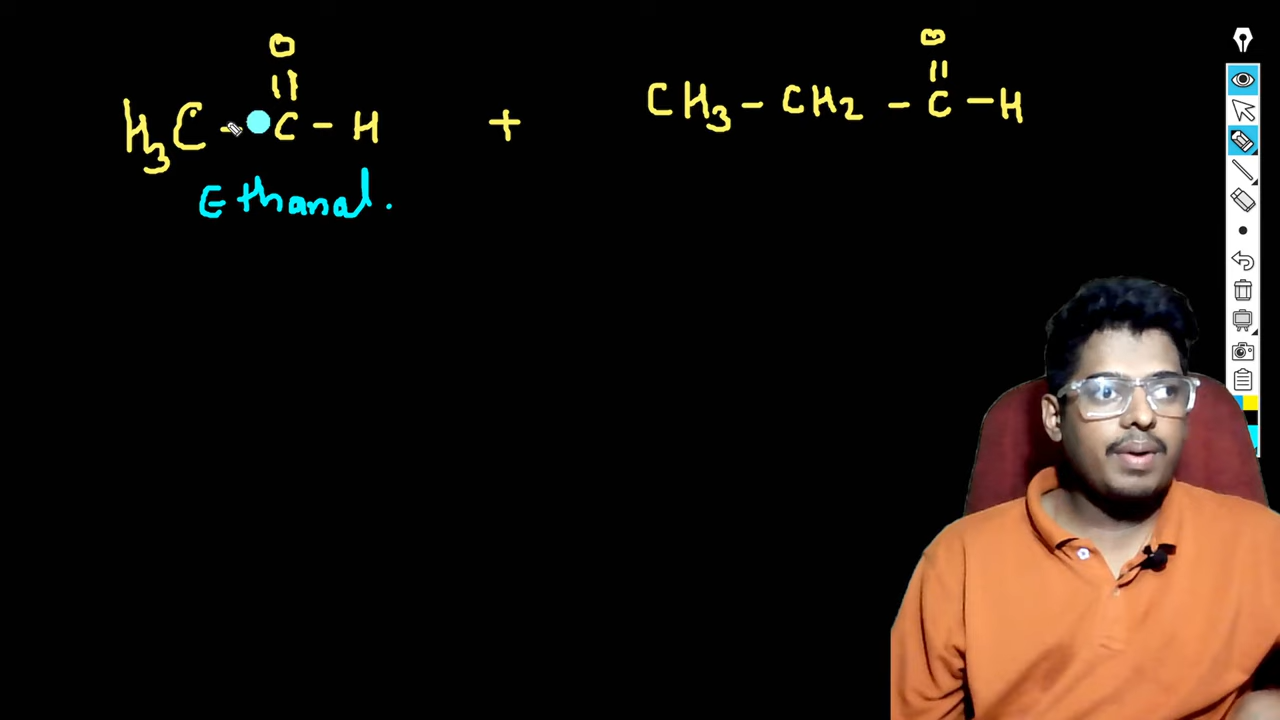 O O
|| ||
H3C - C - H + CH3 - CH2 - C - H
Ethanal.